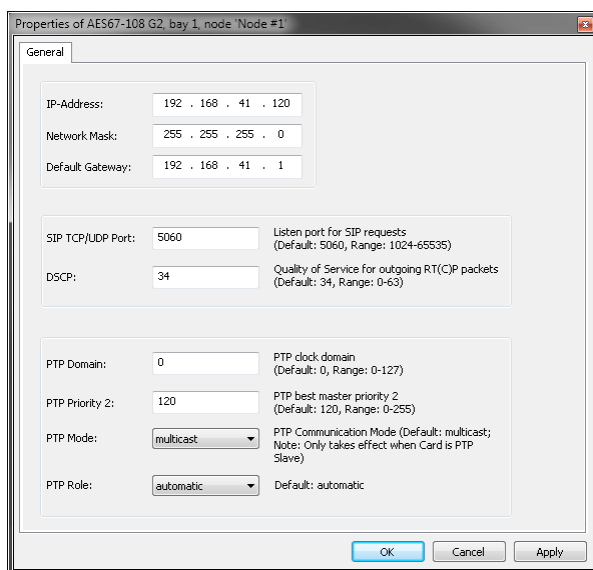 Properties of AES67-108 G2, bay 1, node 'Node #1'
General
IP-Address: 192 . 168 . 41 . 120
Network Mask: 255 . 255 . 255 . 0
Default Gateway: 192 . 168 . 41 . 1
SIP TCP/UDP Port: 5060 Listen port for SIP requests
(Default: 5060, Range: 1024-65535)
DSCP: 34 Quality of Service for outgoing RT(C)P packets
(Default: 34, Range: 0-63)
PTP Domain: 0 PTP clock domain
(Default: 0, Range: 0-127)
PTP Priority 2: 120 PTP best master priority 2
(Default: 120, Range: 0-255)
PTP Mode: multicast PTP Communication Mode (Default: multicast;
Note: Only takes effect when Card is PTP
Slave)
PTP Role: automatic Default: automatic
OK Cancel Apply